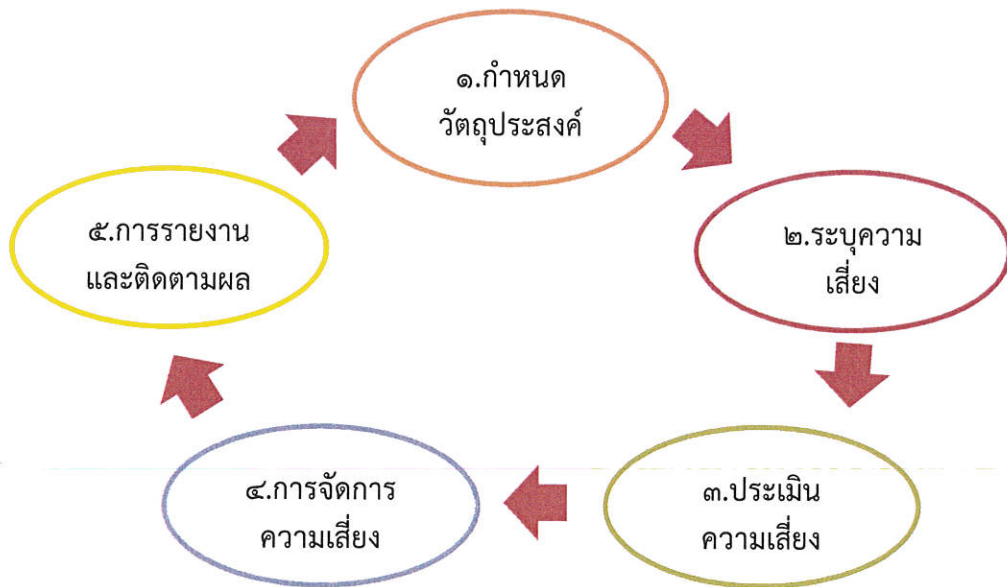 ๑.กำหนด
วัตถุประสงค์
๒.ระบุความ
เสี่ยง
๓.ประเมิน
ความเสี่ยง
๔.การจัดการ
ความเสี่ยง
๕.การรายงาน
และติดตามผล